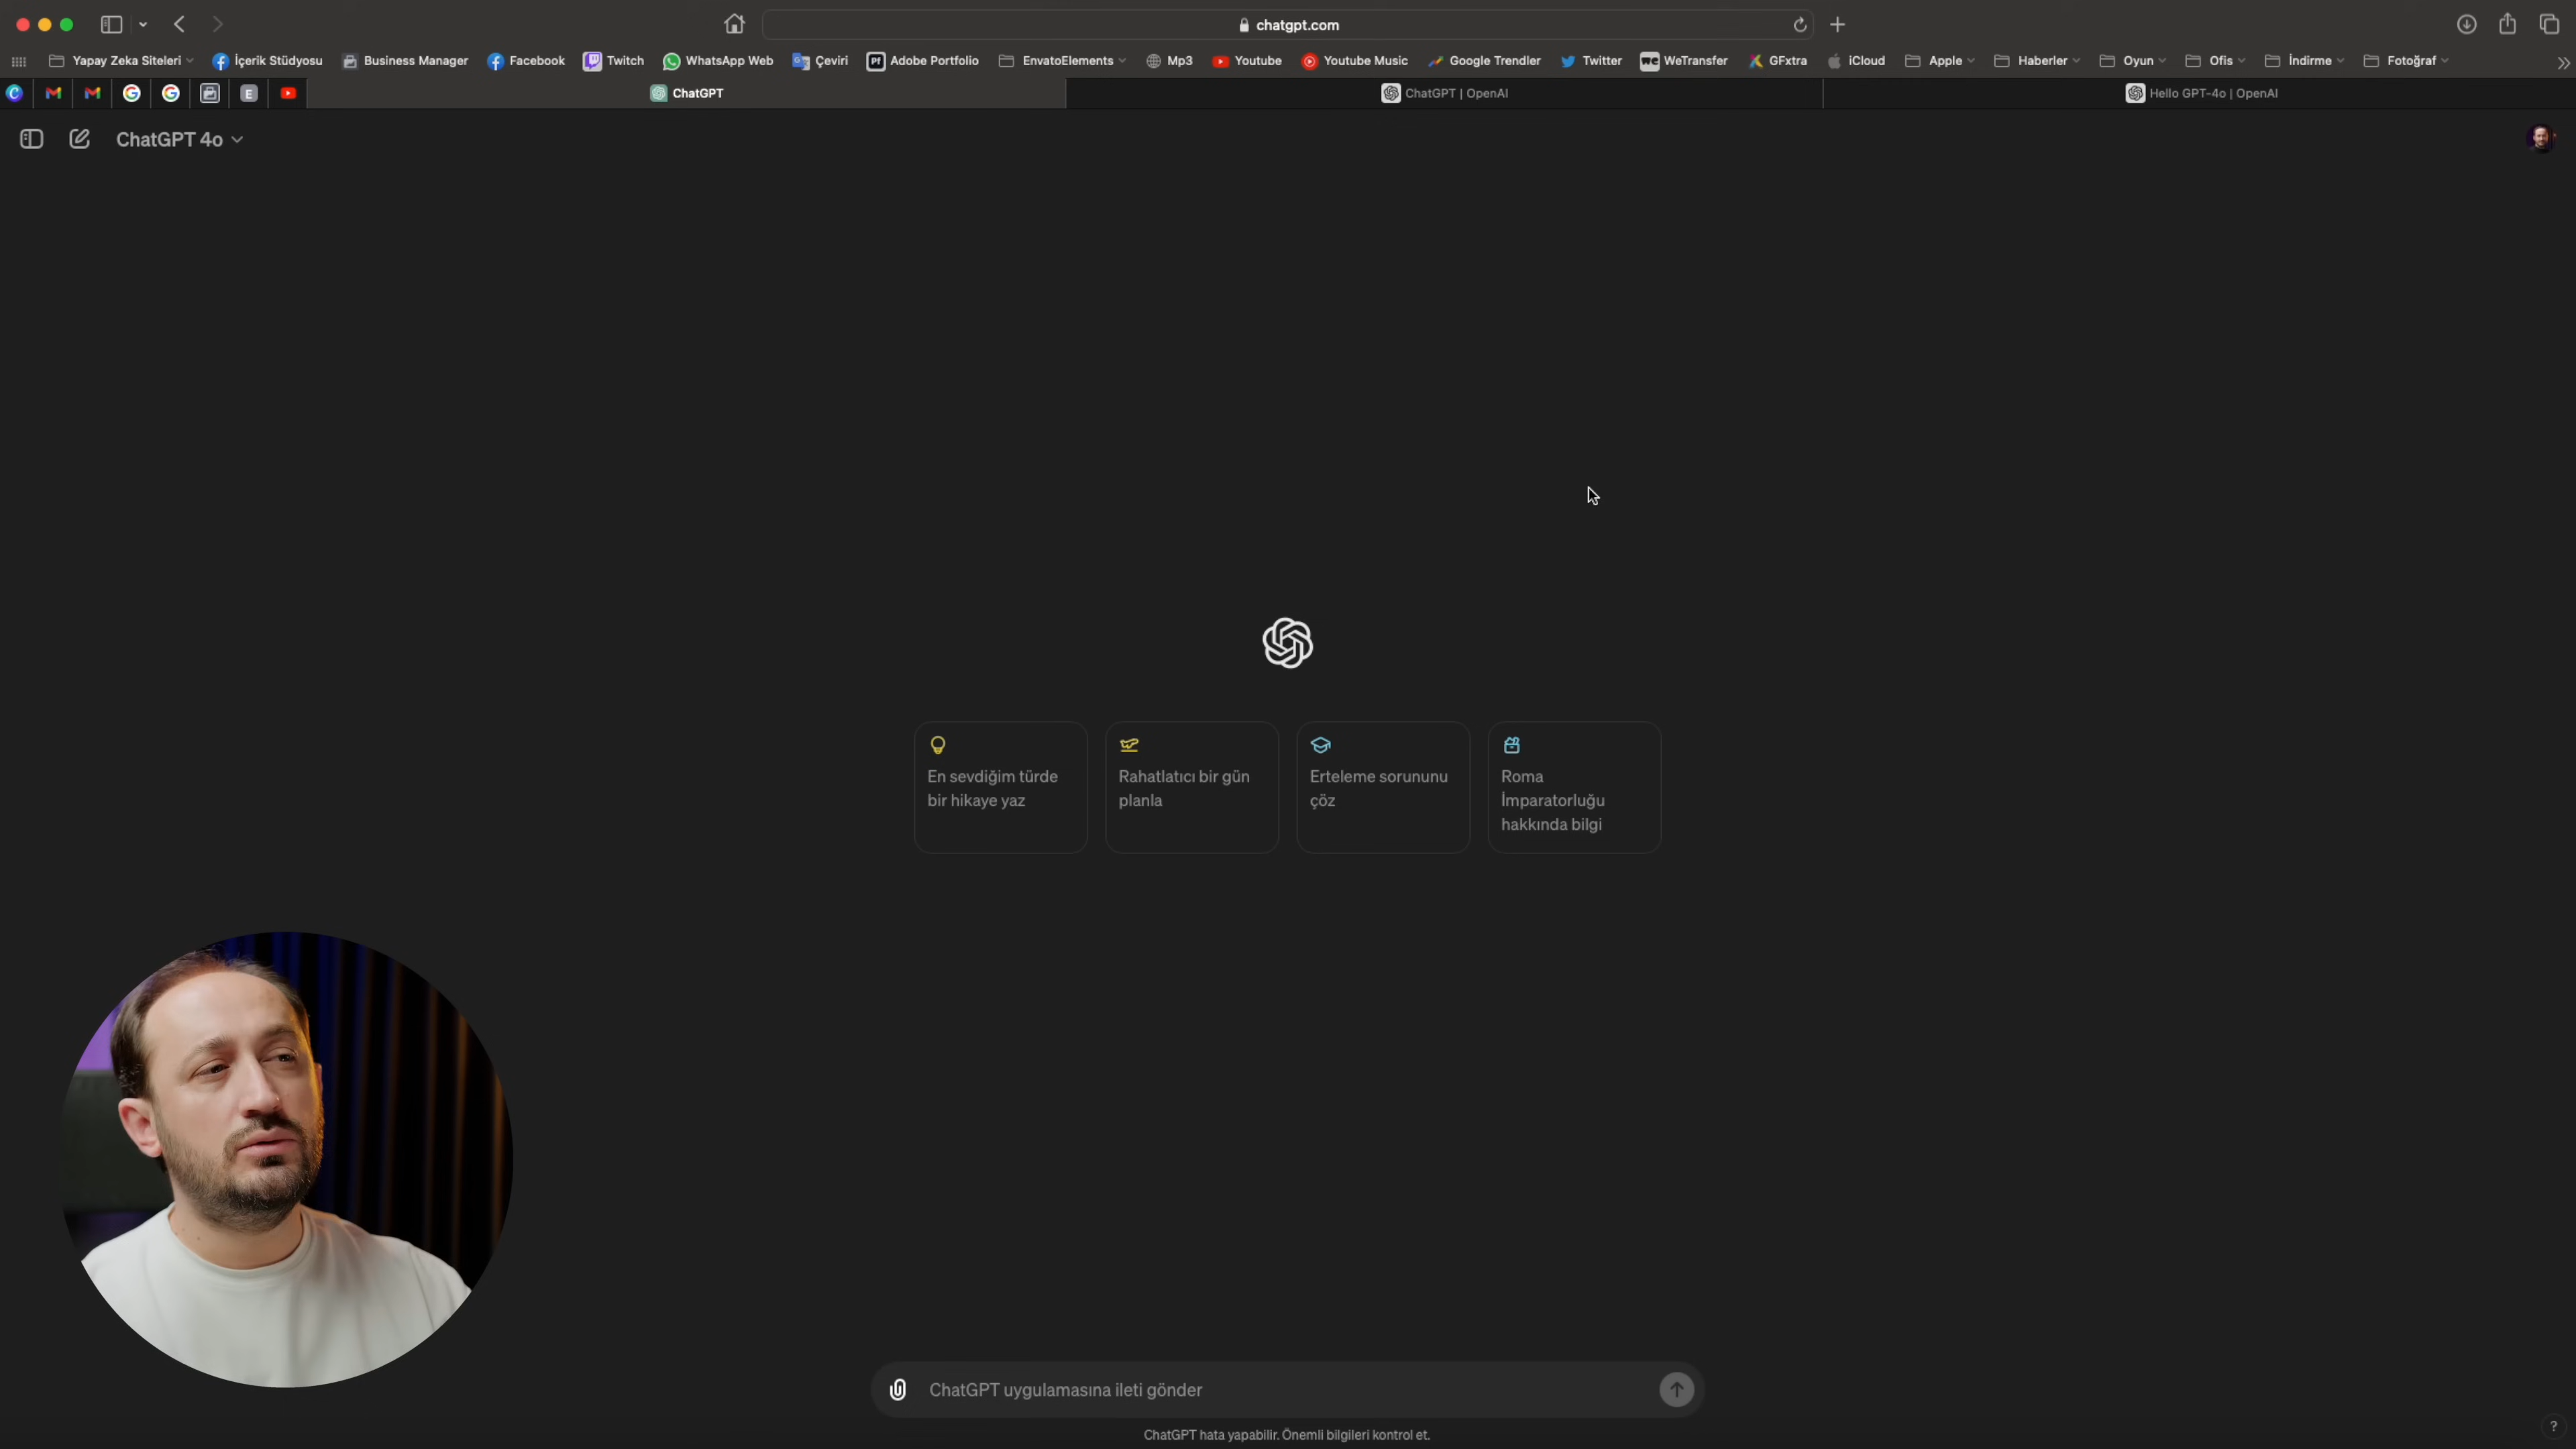 chatgpt.com
Yapay Zeka Siteleri İçerik Stüdyosu Business Manager Facebook Twitch WhatsApp Web Çeviri Adobe Portfolio EnvatoElements Mp3 Youtube Youtube Music Google Trendler Twitter WeTransfer GFxtra iCloud Apple Haberler Oyun Ofis İndirme Fotoğraf
ChatGPT ChatGPT | OpenAI Hello GPT-4o | OpenAI
ChatGPT 4o
En sevdiğim türde
bir hikaye yaz
Rahatlatıcı bir gün
planla
Erteleme sorununu
çöz
Roma
İmparatorluğu
hakkında bilgi
ChatGPT uygulamasına ileti gönder
ChatGPT hata yapabilir. Önemli bilgileri kontrol et.
?